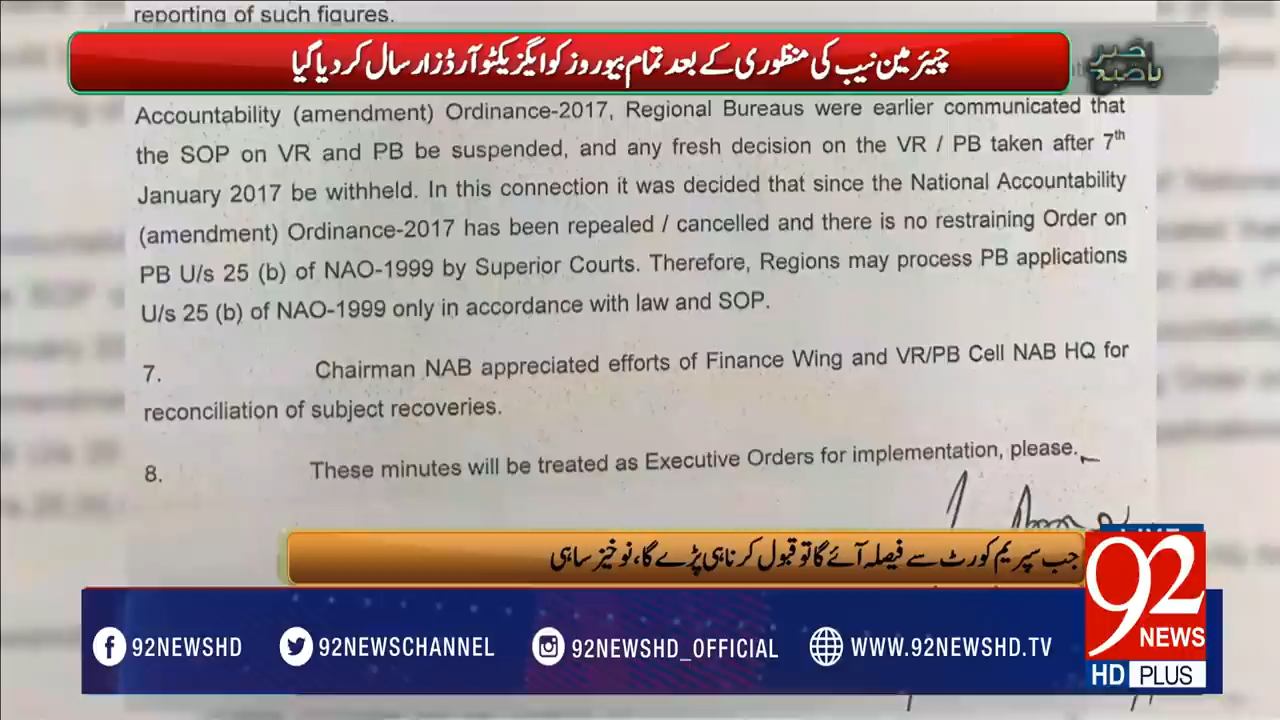 reporting of such figures.
چیئرمین نیب کی منظوری کے بعد تمام بیوروز کو ایگزیکٹو آرڈز ارسال کر دیا گیا
خبر باضد
Accountability (amendment) Ordinance-2017, Regional Bureaus were earlier communicated that
the SOP on VR and PB be suspended, and any fresh decision on the VR / PB taken after 7th
January 2017 be withheld. In this connection it was decided that since the National Accountability
(amendment) Ordinance-2017 has been repealed / cancelled and there is no restraining Order on
PB U/s 25 (b) of NAO-1999 by Superior Courts. Therefore, Regions may process PB applications
U/s 25 (b) of NAO-1999 only in accordance with law and SOP.
7. Chairman NAB appreciated efforts of Finance Wing and VR/PB Cell NAB HQ for
reconciliation of subject recoveries.
8. These minutes will be treated as Executive Orders for implementation, please.
جب سپریم کورٹ سے فیصلہ آئے گا تو قبول کرنا ہی پڑے گا، نوخیز ساہی
92 NEWS
HD PLUS
92NEWSHD
92NEWSCHANNEL
92NEWSHD_OFFICIAL
WWW.92NEWSHD.TV